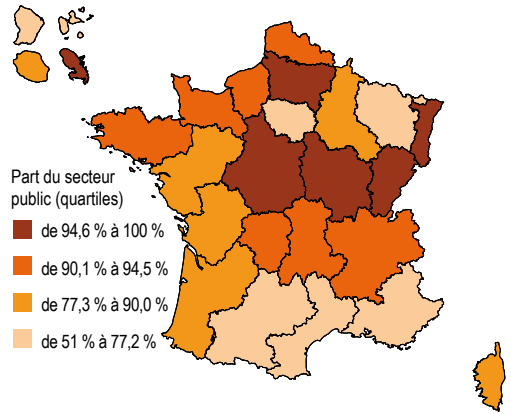 Part du secteur
public (quartiles)
de 94,6 % à 100 %
de 90,1 % à 94,5 %
de 77,3 % à 90,0 %
de 51 % à 77,2 %